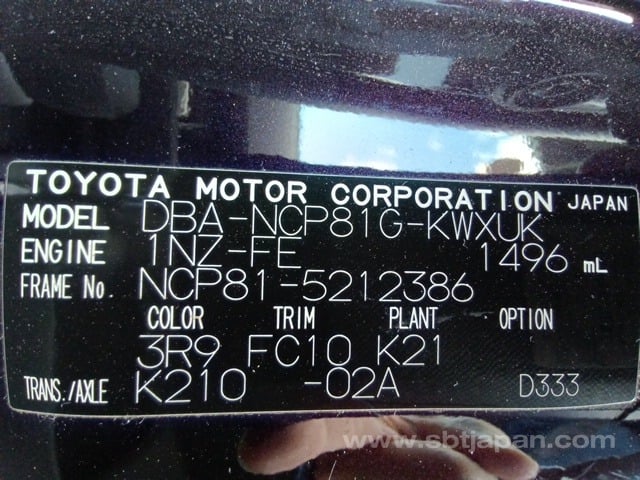 TOYOTA MOTOR CORPORATION JAPAN
MODEL DBA-NCP81G-KWXUK
ENGINE 1NZ-FE 1496 mL
FRAME No. NCP81-5212386
COLOR TRIM PLANT OPTION
3R9 FC10 K21
TRANS./AXLE K210 -02A D333
www.sbtjapan.com